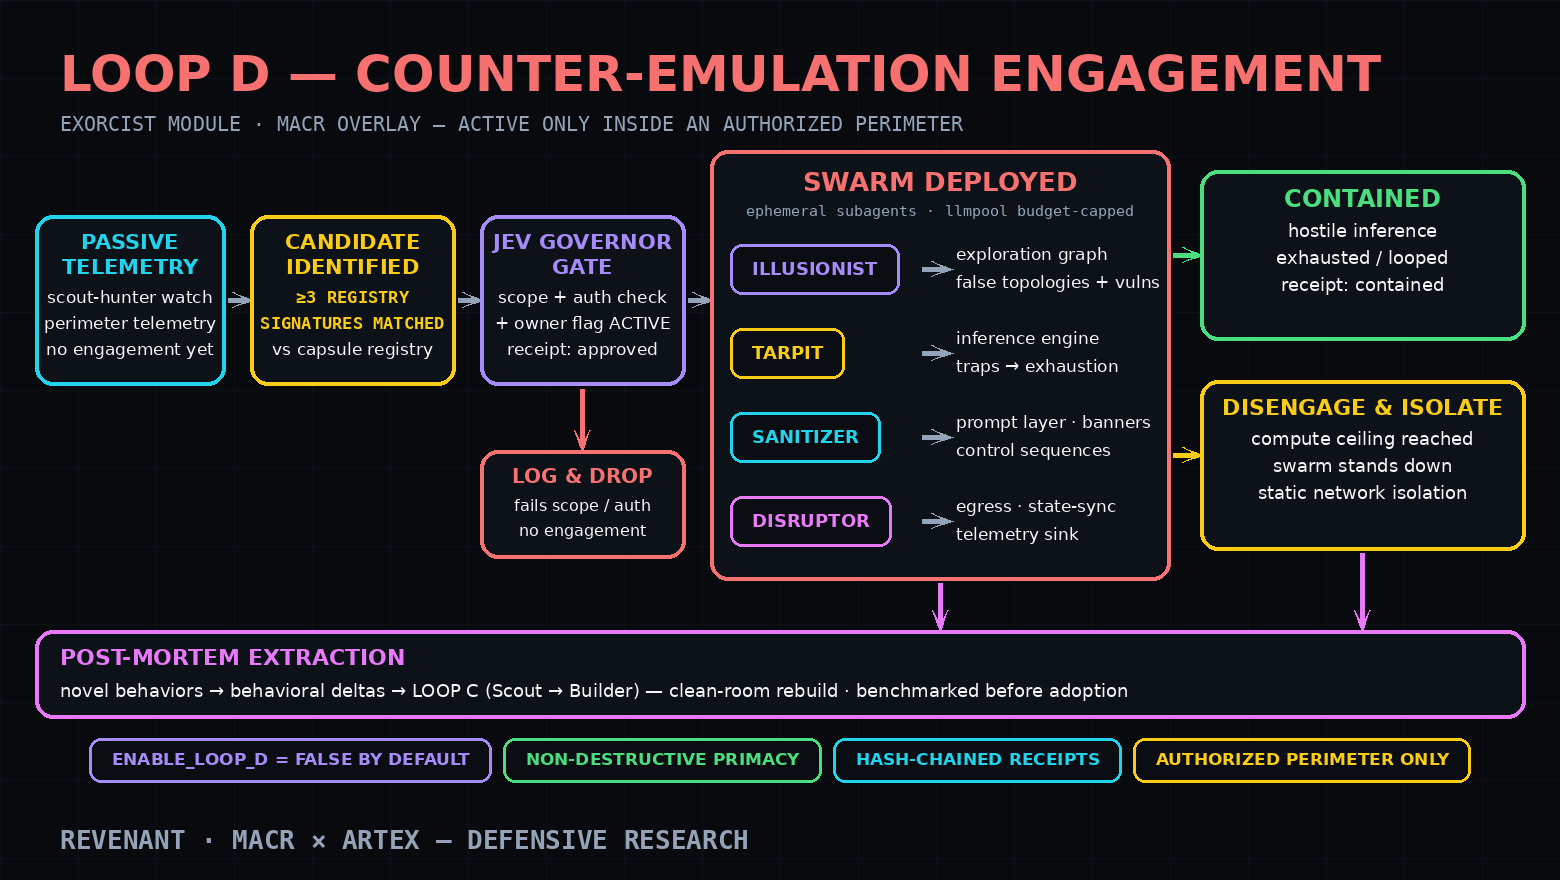 LOOP D — COUNTER-EMULATION ENGAGEMENT
EXORCIST MODULE · MACR OVERLAY — ACTIVE ONLY INSIDE AN AUTHORIZED PERIMETER
PASSIVE
TELEMETRY
scout-hunter watch
perimeter telemetry
no engagement yet
CANDIDATE
IDENTIFIED
≥3 REGISTRY
SIGNATURES MATCHED
vs capsule registry
JEV GOVERNOR
GATE
scope + auth check
+ owner flag ACTIVE
receipt: approved
LOG & DROP
fails scope / auth
no engagement
SWARM DEPLOYED
ephemeral subagents · llmpool budget-capped
ILLUSIONIST
exploration graph
false topologies + vulns
TARPIT
inference engine
traps → exhaustion
SANITIZER
prompt layer · banners
control sequences
DISRUPTOR
egress · state-sync
telemetry sink
CONTAINED
hostile inference
exhausted / looped
receipt: contained
DISENGAGE & ISOLATE
compute ceiling reached
swarm stands down
static network isolation
POST-MORTEM EXTRACTION
novel behaviors → behavioral deltas → LOOP C (Scout → Builder) — clean-room rebuild · benchmarked before adoption
ENABLE_LOOP_D = FALSE BY DEFAULT
NON-DESTRUCTIVE PRIMACY
HASH-CHAINED RECEIPTS
AUTHORIZED PERIMETER ONLY
REVENANT · MACR × ARTEX — DEFENSIVE RESEARCH